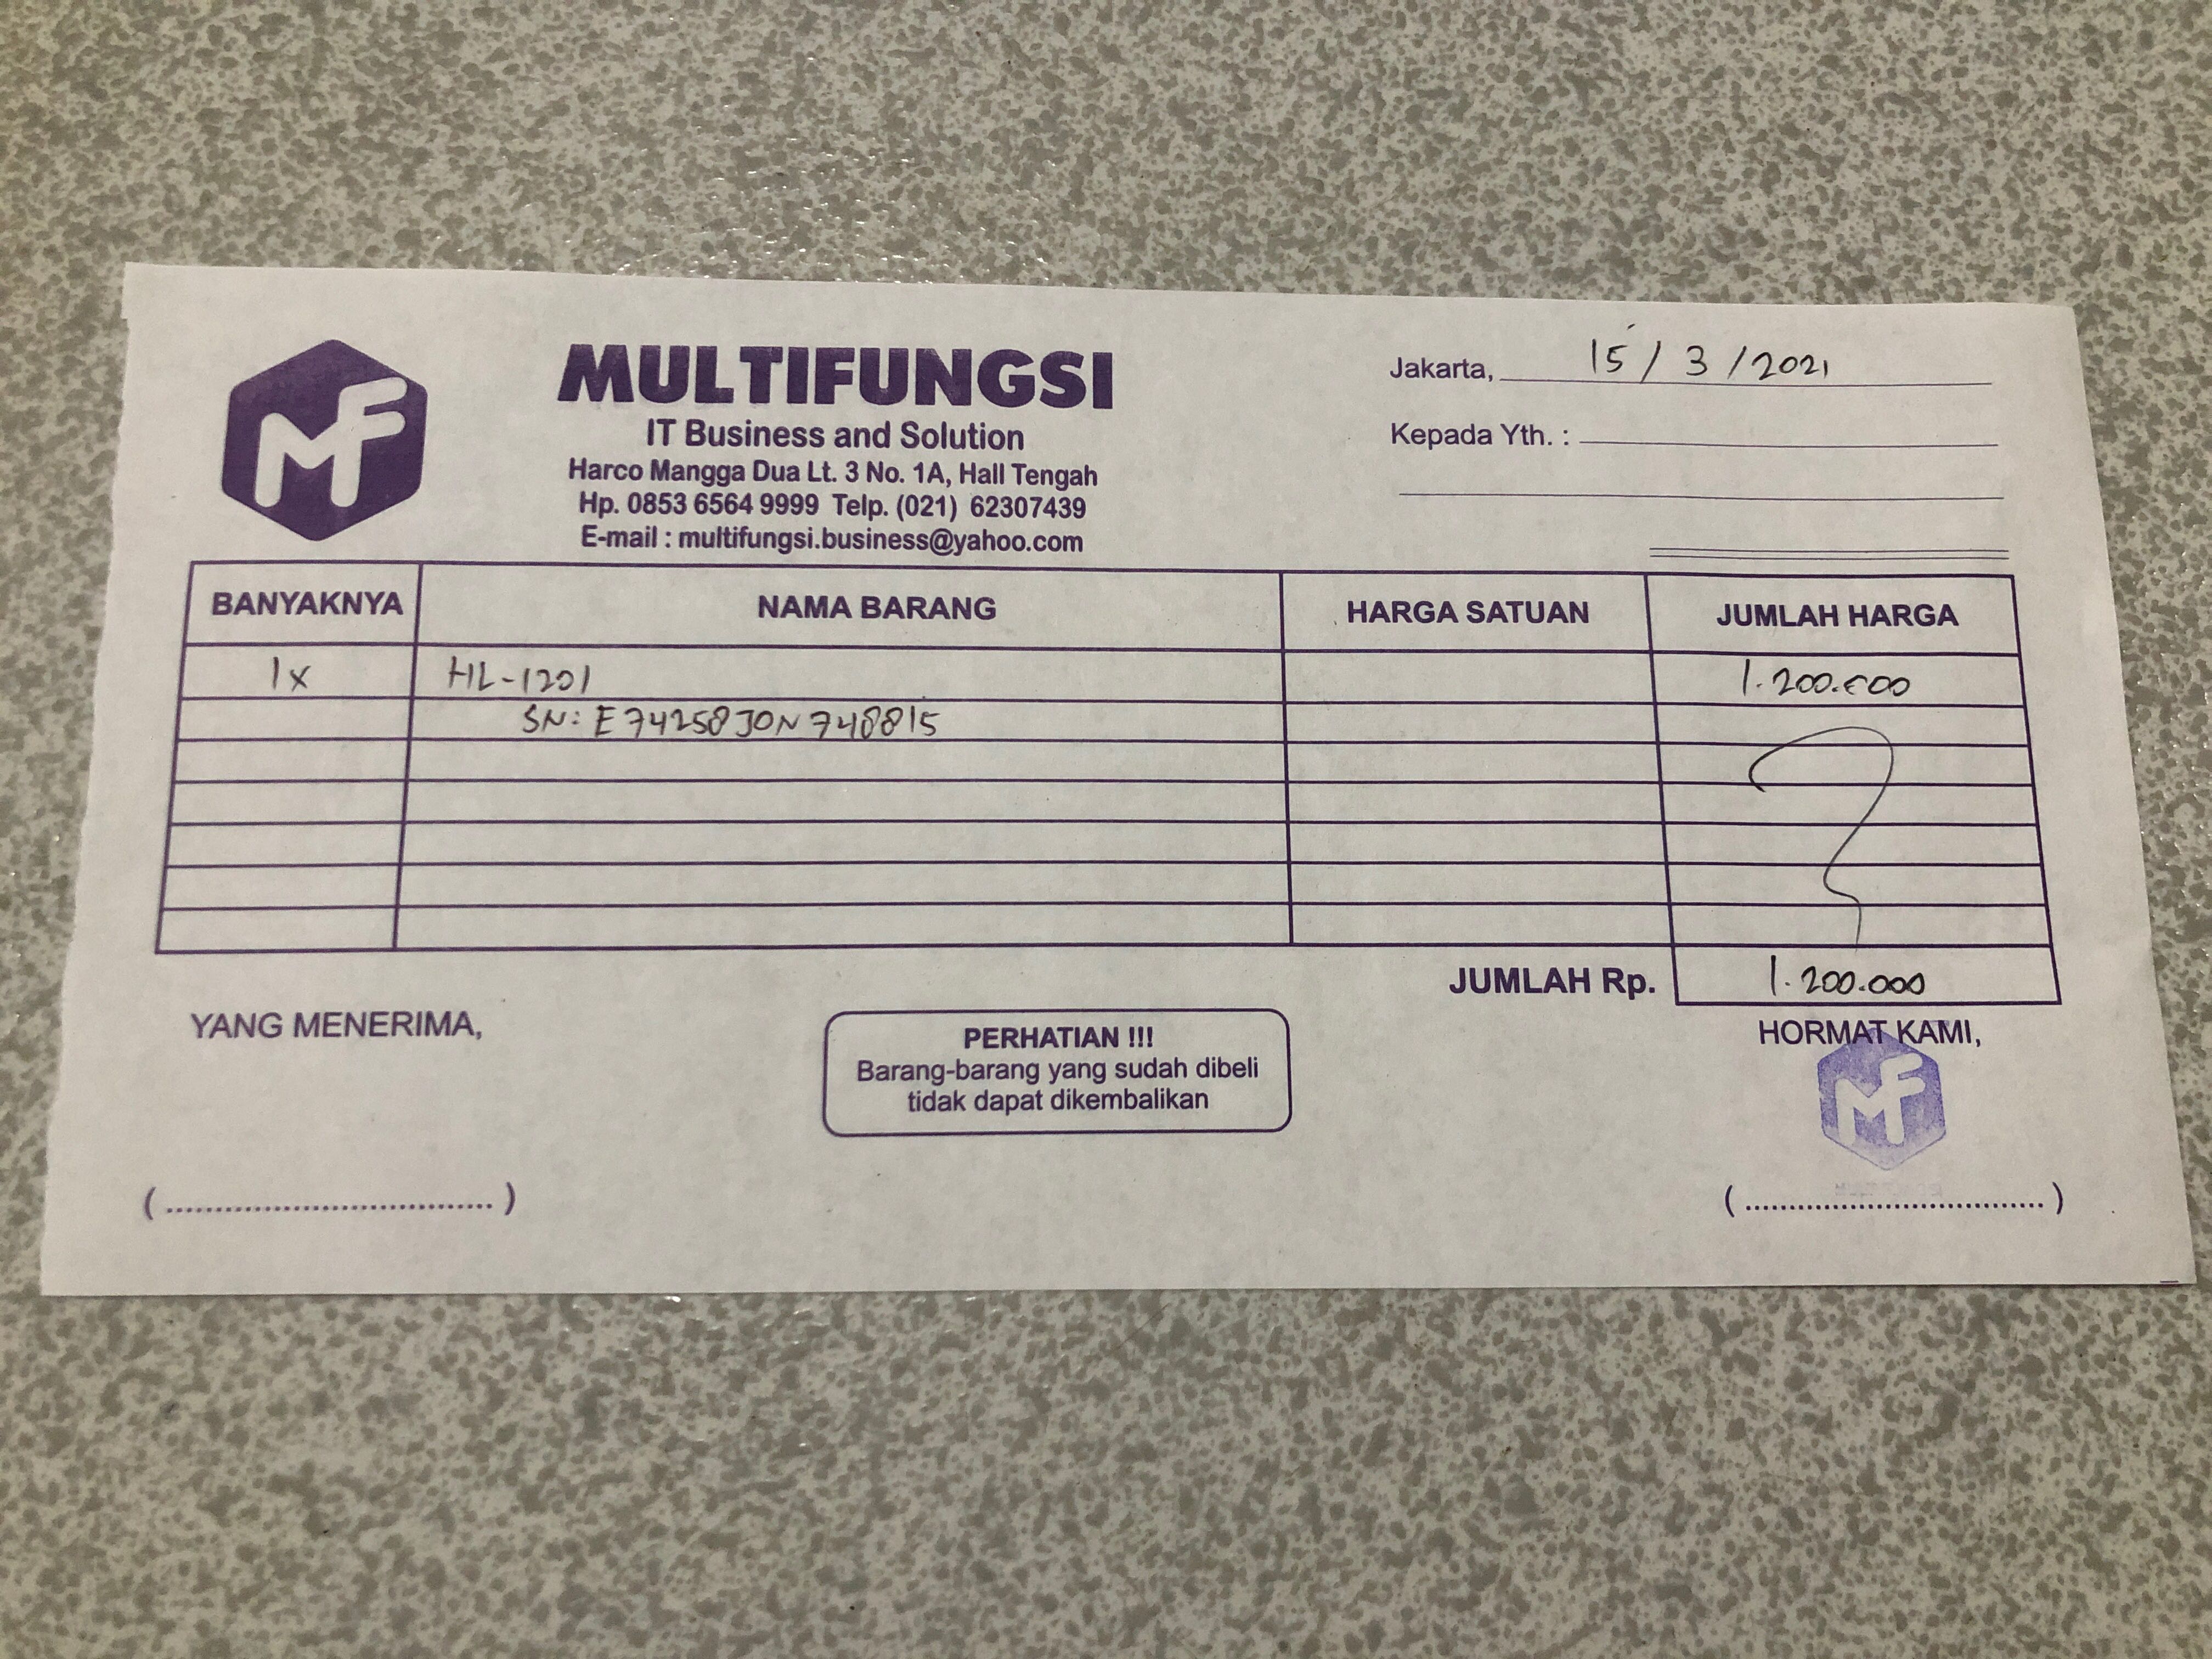 MF
MULTIFUNGSI
IT Business and Solution
Harco Mangga Dua Lt. 3 No. 1A, Hall Tengah
Hp. 0853 6564 9999 Telp. (021) 62307439
E-mail : multifungsi.business@yahoo.com
Jakarta, 15 / 3 / 2021
Kepada Yth. :
BANYAKNYA NAMA BARANG HARGA SATUAN JUMLAH HARGA
1x HL-1201 1.200.000
SN: E74258J0N748815
JUMLAH Rp. 1.200.000
YANG MENERIMA,
PERHATIAN !!!
Barang-barang yang sudah dibeli
tidak dapat dikembalikan
HORMAT KAMI,
MF
(.................................)
(.................................)